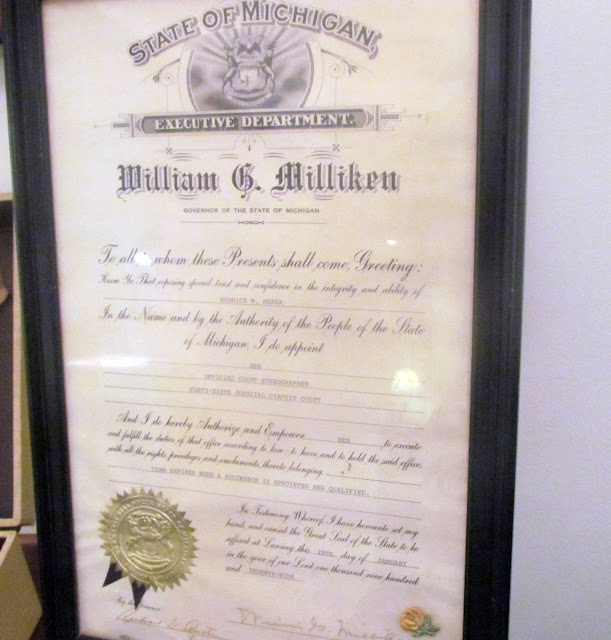 STATE OF MICHIGAN,
EXECUTIVE DEPARTMENT.
William G. Milliken
GOVERNOR OF THE STATE OF MICHIGAN
To all to whom these Presents shall come, Greeting:
Know Ye That reposing special trust and confidence in the integrity and ability of
In the Name and by the Authority of the People of the State
of Michigan, I do appoint
HER
OFFICIAL COURT STENOGRAPHER
FORTY-SIXTH JUDICIAL CIRCUIT COURT
And I do hereby Authorize and Empower HER to execute
and fulfill the duties of that office according to law; to have and to hold the said office,
with all the rights, privileges and emoluments, thereto belonging
TERM EXPIRES WHEN A SUCCESSOR IS APPOINTED AND QUALIFIED.
In Testimony Whereof, I have hereunto set my
hand, and caused the Great Seal of the State to be
affixed at Lansing, this day of JANUARY
in the year of our Lord, one thousand nine hundred
and SEVENTY-NINE
By the Governor